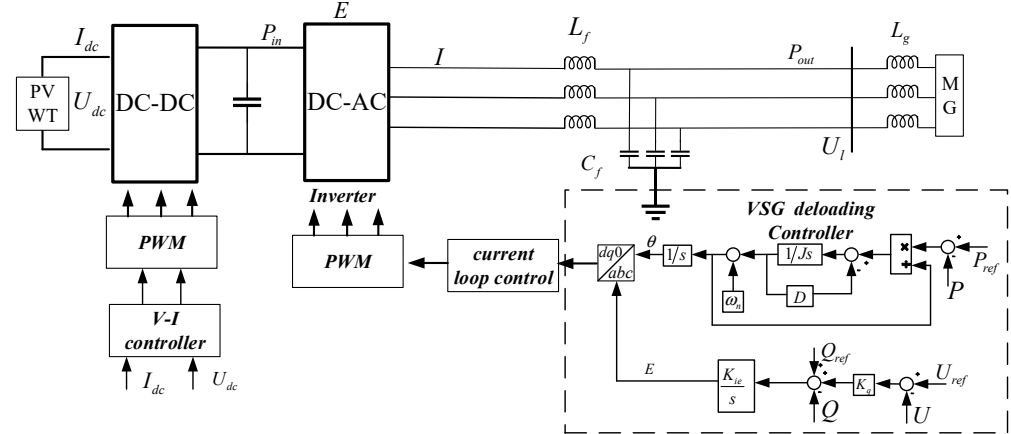 E
I_dc
P_in
I
L_f
P_out
L_g
PV
WT
U_dc
DC-DC
DC-AC
M
G
C_f
U_l
Inverter
VSG deloading
Controller
PWM
PWM
current
loop control
dq0
abc
θ
1/s
ω_n
1/Js
D
×
÷
+
-
+
-
P_ref
P
V-I
controller
I_dc
U_dc
E
K_ie
s
Q_ref
+
+
-
Q
K_q
+
-
U_ref
U